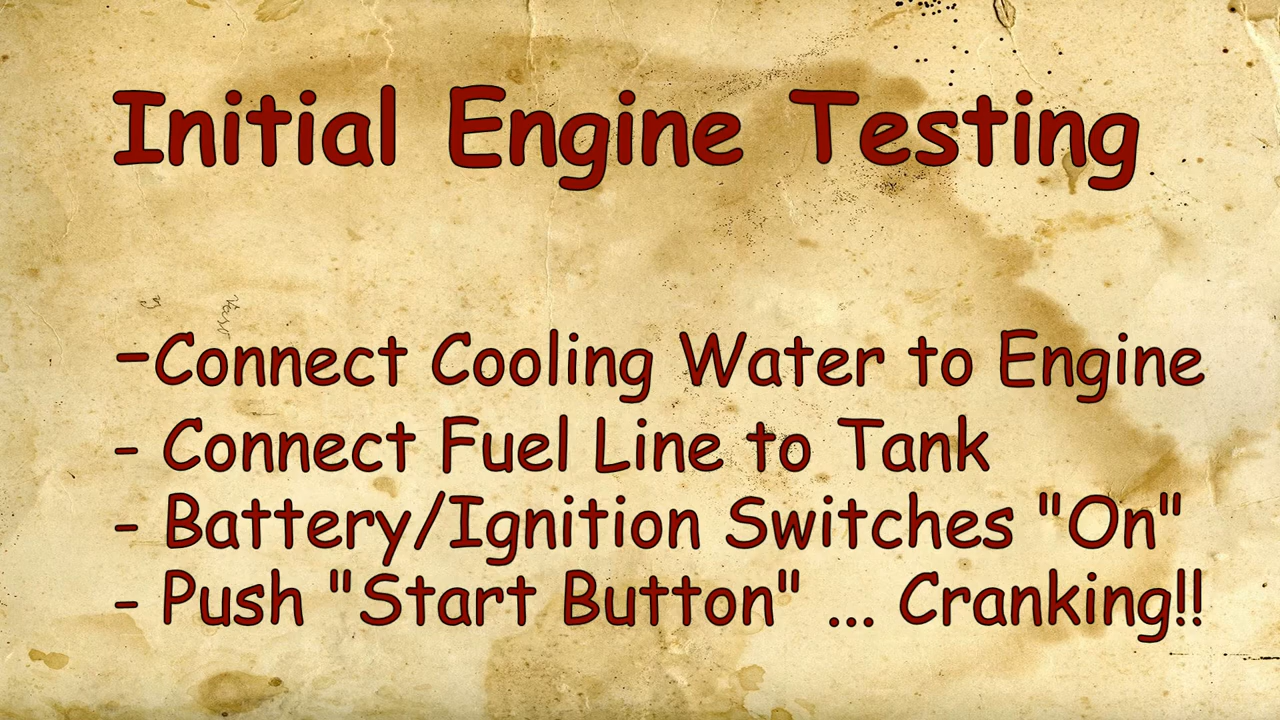 Initial Engine Testing
-Connect Cooling Water to Engine
- Connect Fuel Line to Tank
- Battery/Ignition Switches "On"
- Push "Start Button" ... Cranking!!